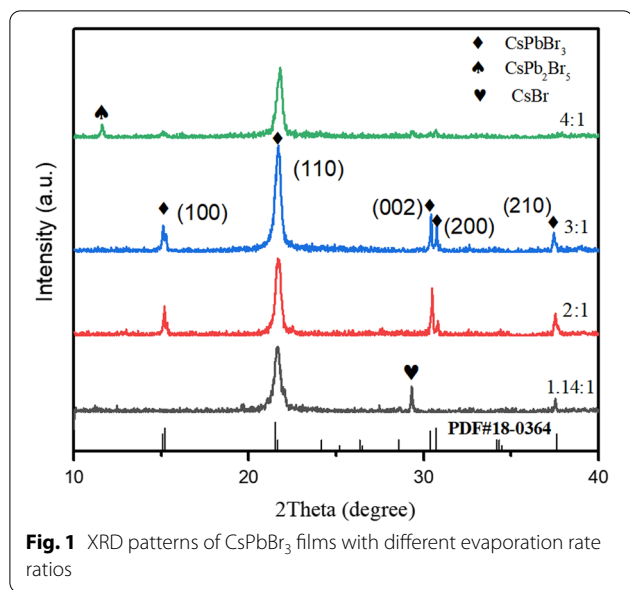 ♦ CsPbBr₃
♠ CsPb₂Br₅
♥ CsBr
♠
4:1
♦
(110)
♦ (100)
(002) ♦
♦ (200)
(210) ♦
3:1
2:1
♥
1.14:1
PDF#18-0364
Intensity (a.u.)
10 20 30 40
2Theta (degree)
Fig. 1 XRD patterns of CsPbBr₃ films with different evaporation rate
ratios